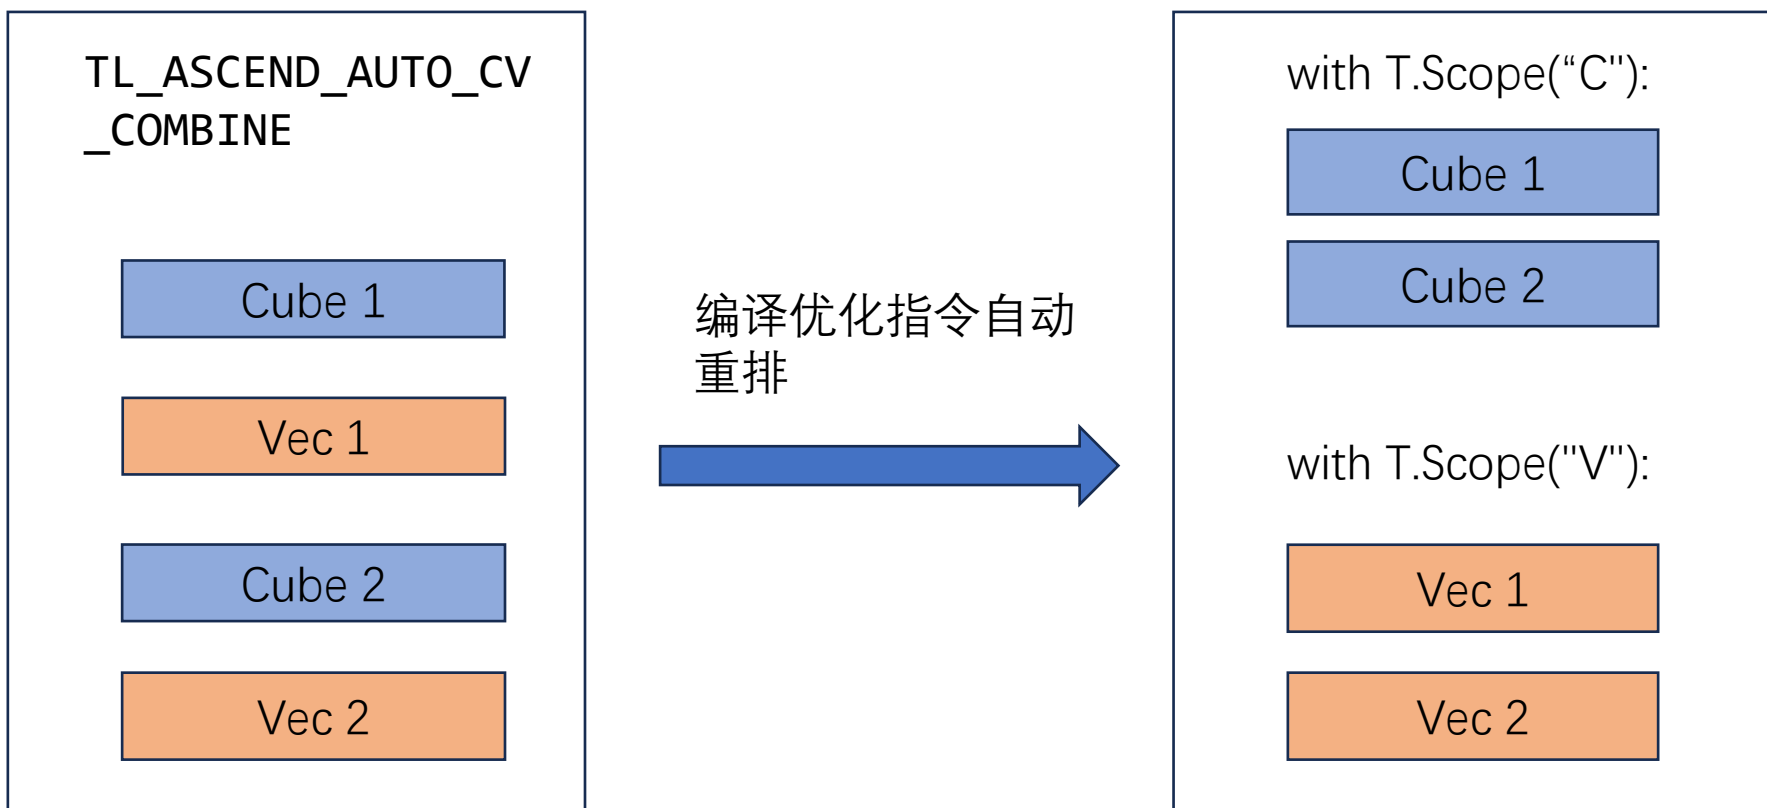 TL_ASCEND_AUTO_CV
_COMBINE
Cube 1
Vec 1
Cube 2
Vec 2
编译优化指令自动
重排
with T.Scope(“C"):
Cube 1
Cube 2
with T.Scope("V"):
Vec 1
Vec 2